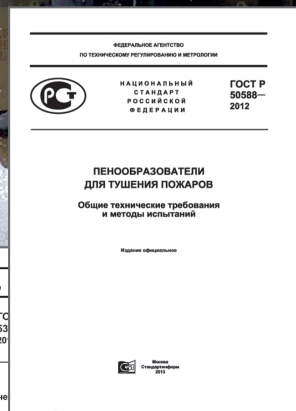 ФЕДЕРАЛЬНОЕ АГЕНТСТВО
ПО ТЕХНИЧЕСКОМУ РЕГУЛИРОВАНИЮ И МЕТРОЛОГИИ
НАЦИОНАЛЬНЫЙ
СТАНДАРТ
РОССИЙСКОЙ
ФЕДЕРАЦИИ
ГОСТ Р
50588—
2012
ПЕНООБРАЗОВАТЕЛИ
ДЛЯ ТУШЕНИЯ ПОЖАРОВ
Общие технические требования
и методы испытаний
Издание официальное
Москва
Стандартинформ
2013